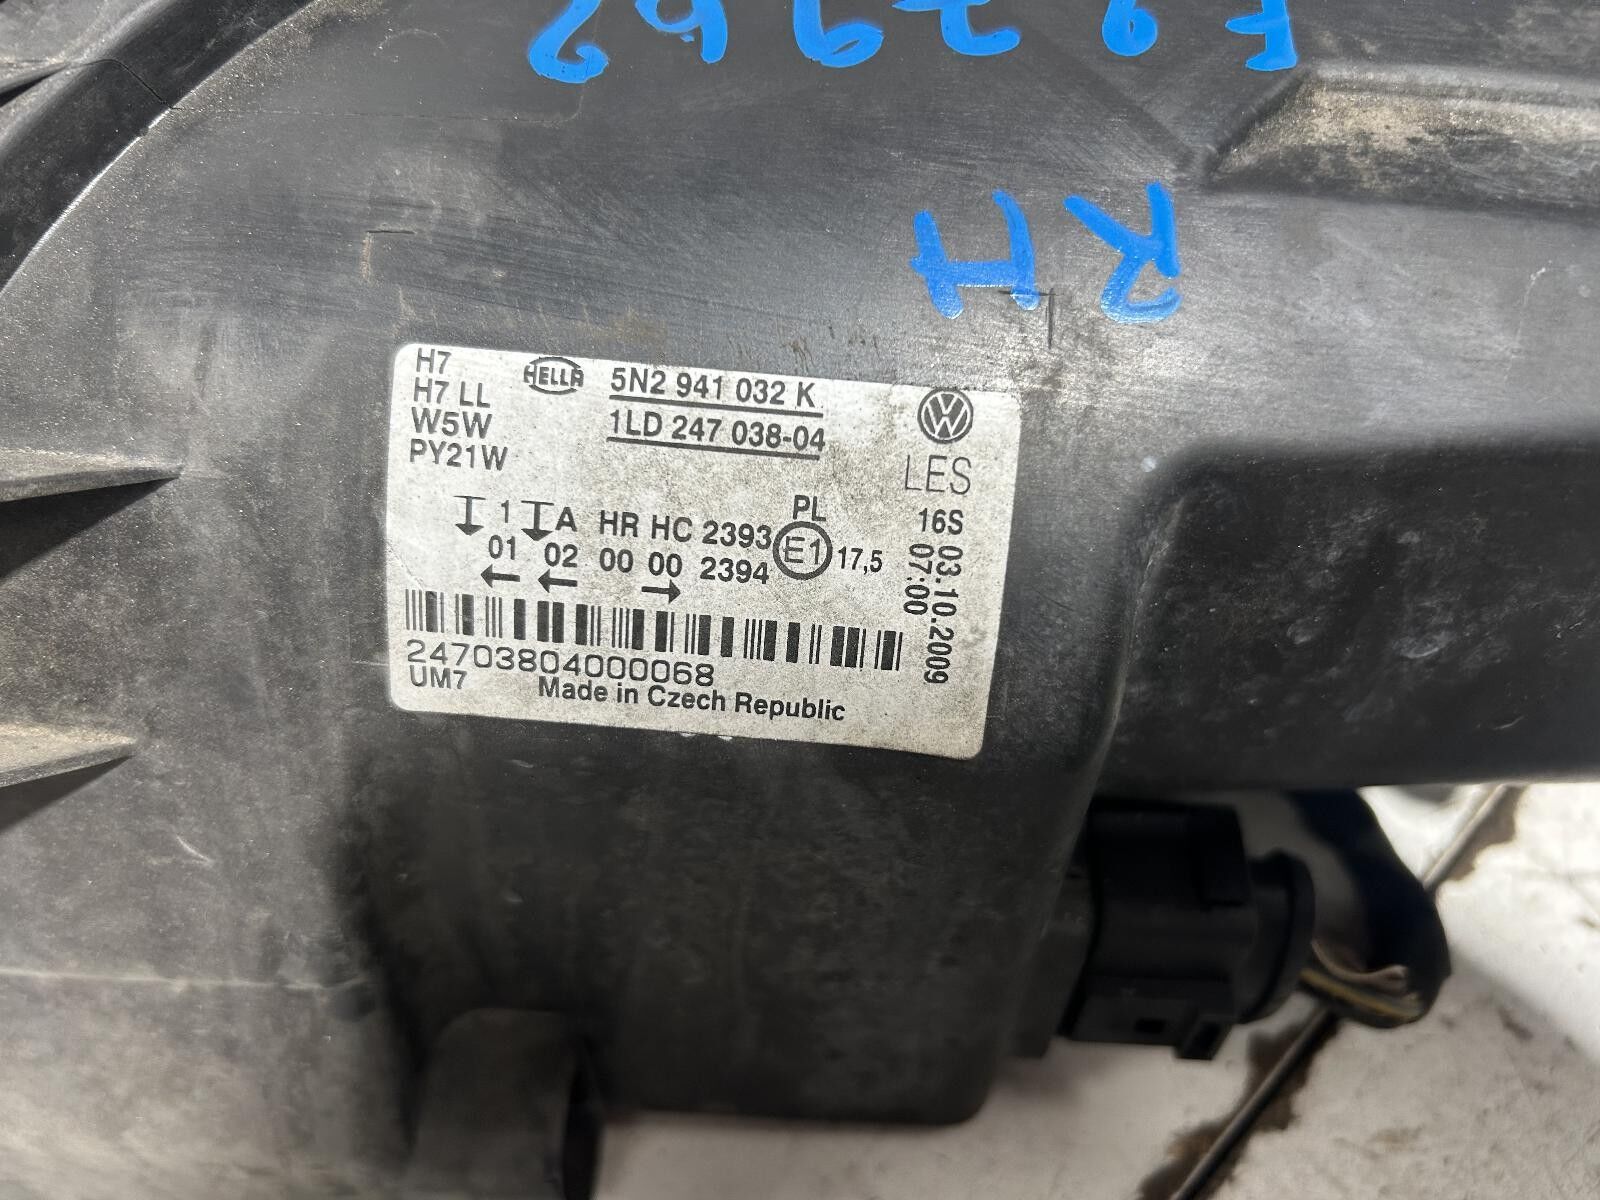 RH
H7
H7 LL
W5W
PY21W
HELLA
5N2 941 032 K
1LD 247 038-04
LES
16S 03.10.2009
07:00
1 A HR HC 2393 PL
01 02 00 00 2394 E1 17,5
24703804000068
UM7 Made in Czech Republic